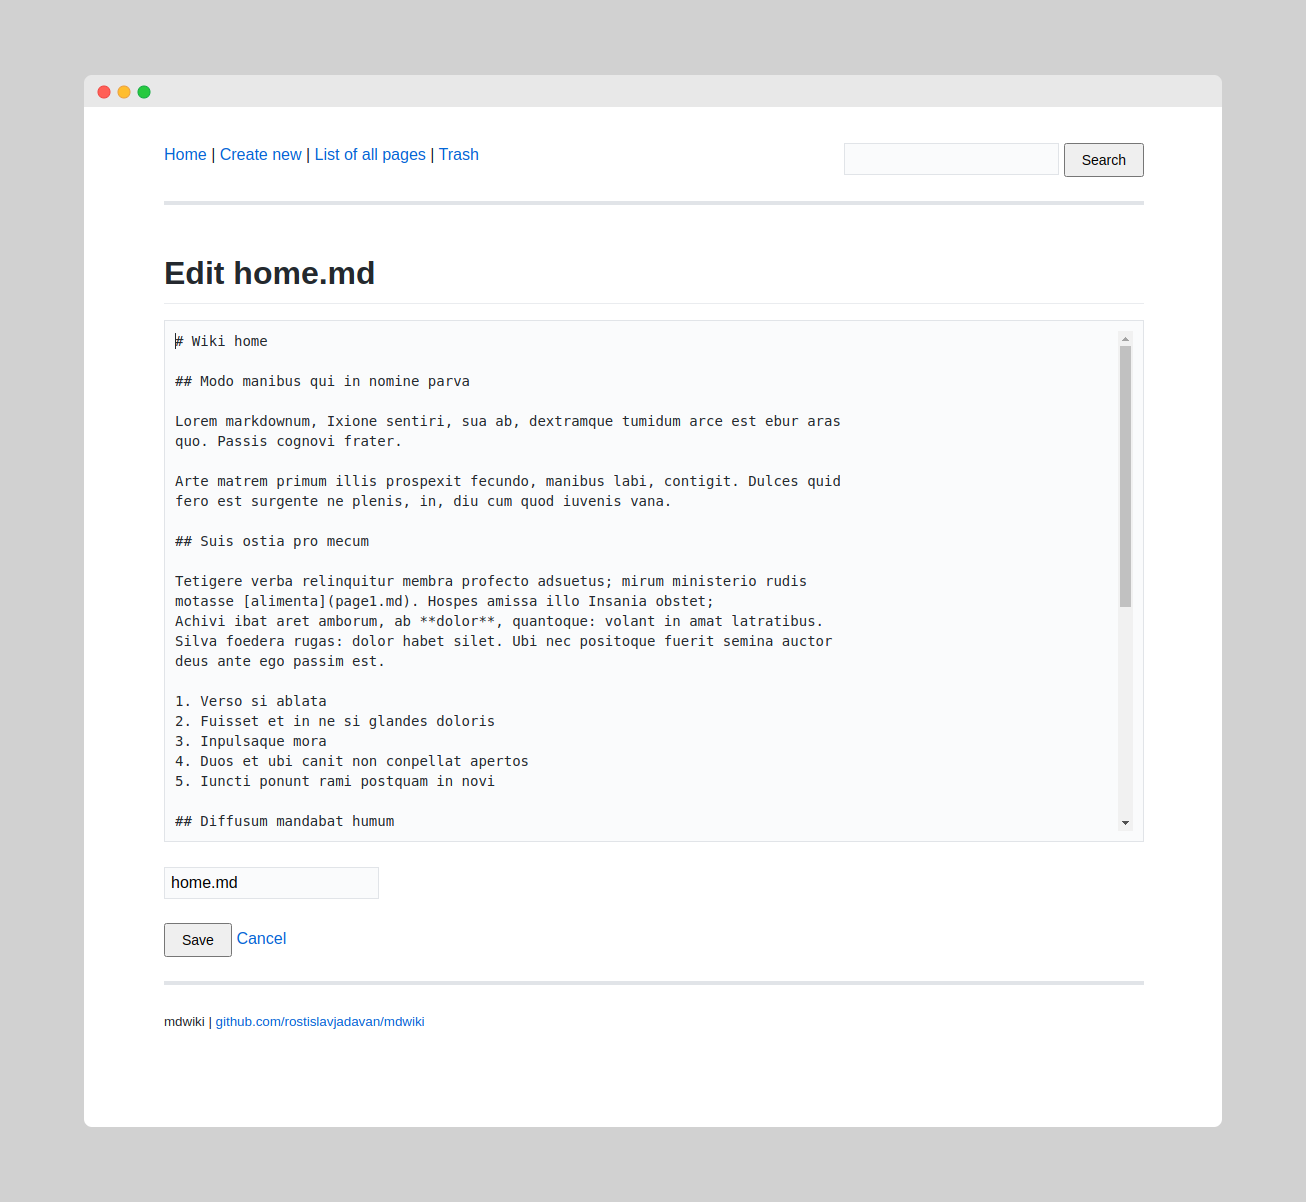 Home | Create new | List of all pages | Trash
Search
Edit home.md
# Wiki home
## Modo manibus qui in nomine parva
Lorem markdownum, Ixione sentiri, sua ab, dextramque tumidum arce est ebur aras
quo. Passis cognovi frater.
Arte matrem primum illis prospexit fecundo, manibus labi, contigit. Dulces quid
fero est surgente ne plenis, in, diu cum quod iuvenis vana.
## Suis ostia pro mecum
Tetigere verba relinquitur membra profecto adsuetus; mirum ministerio rudis
motasse [alimenta](page1.md). Hospes amissa illo Insania obstet;
Achivi ibat aret amborum, ab **dolor**, quantoque: volant in amat latratibus.
Silva foedera rugas: dolor habet silet. Ubi nec positoque fuerit semina auctor
deus ante ego passim est.
1. Verso si ablata
2. Fuisset et in ne si glandes doloris
3. Inpulsaque mora
4. Duos et ubi canit non conpellat apertos
5. Iuncti ponunt rami postquam in novi
## Diffusum mandabat humum
home.md
Save Cancel
mdwiki | github.com/rostislavjadavan/mdwiki